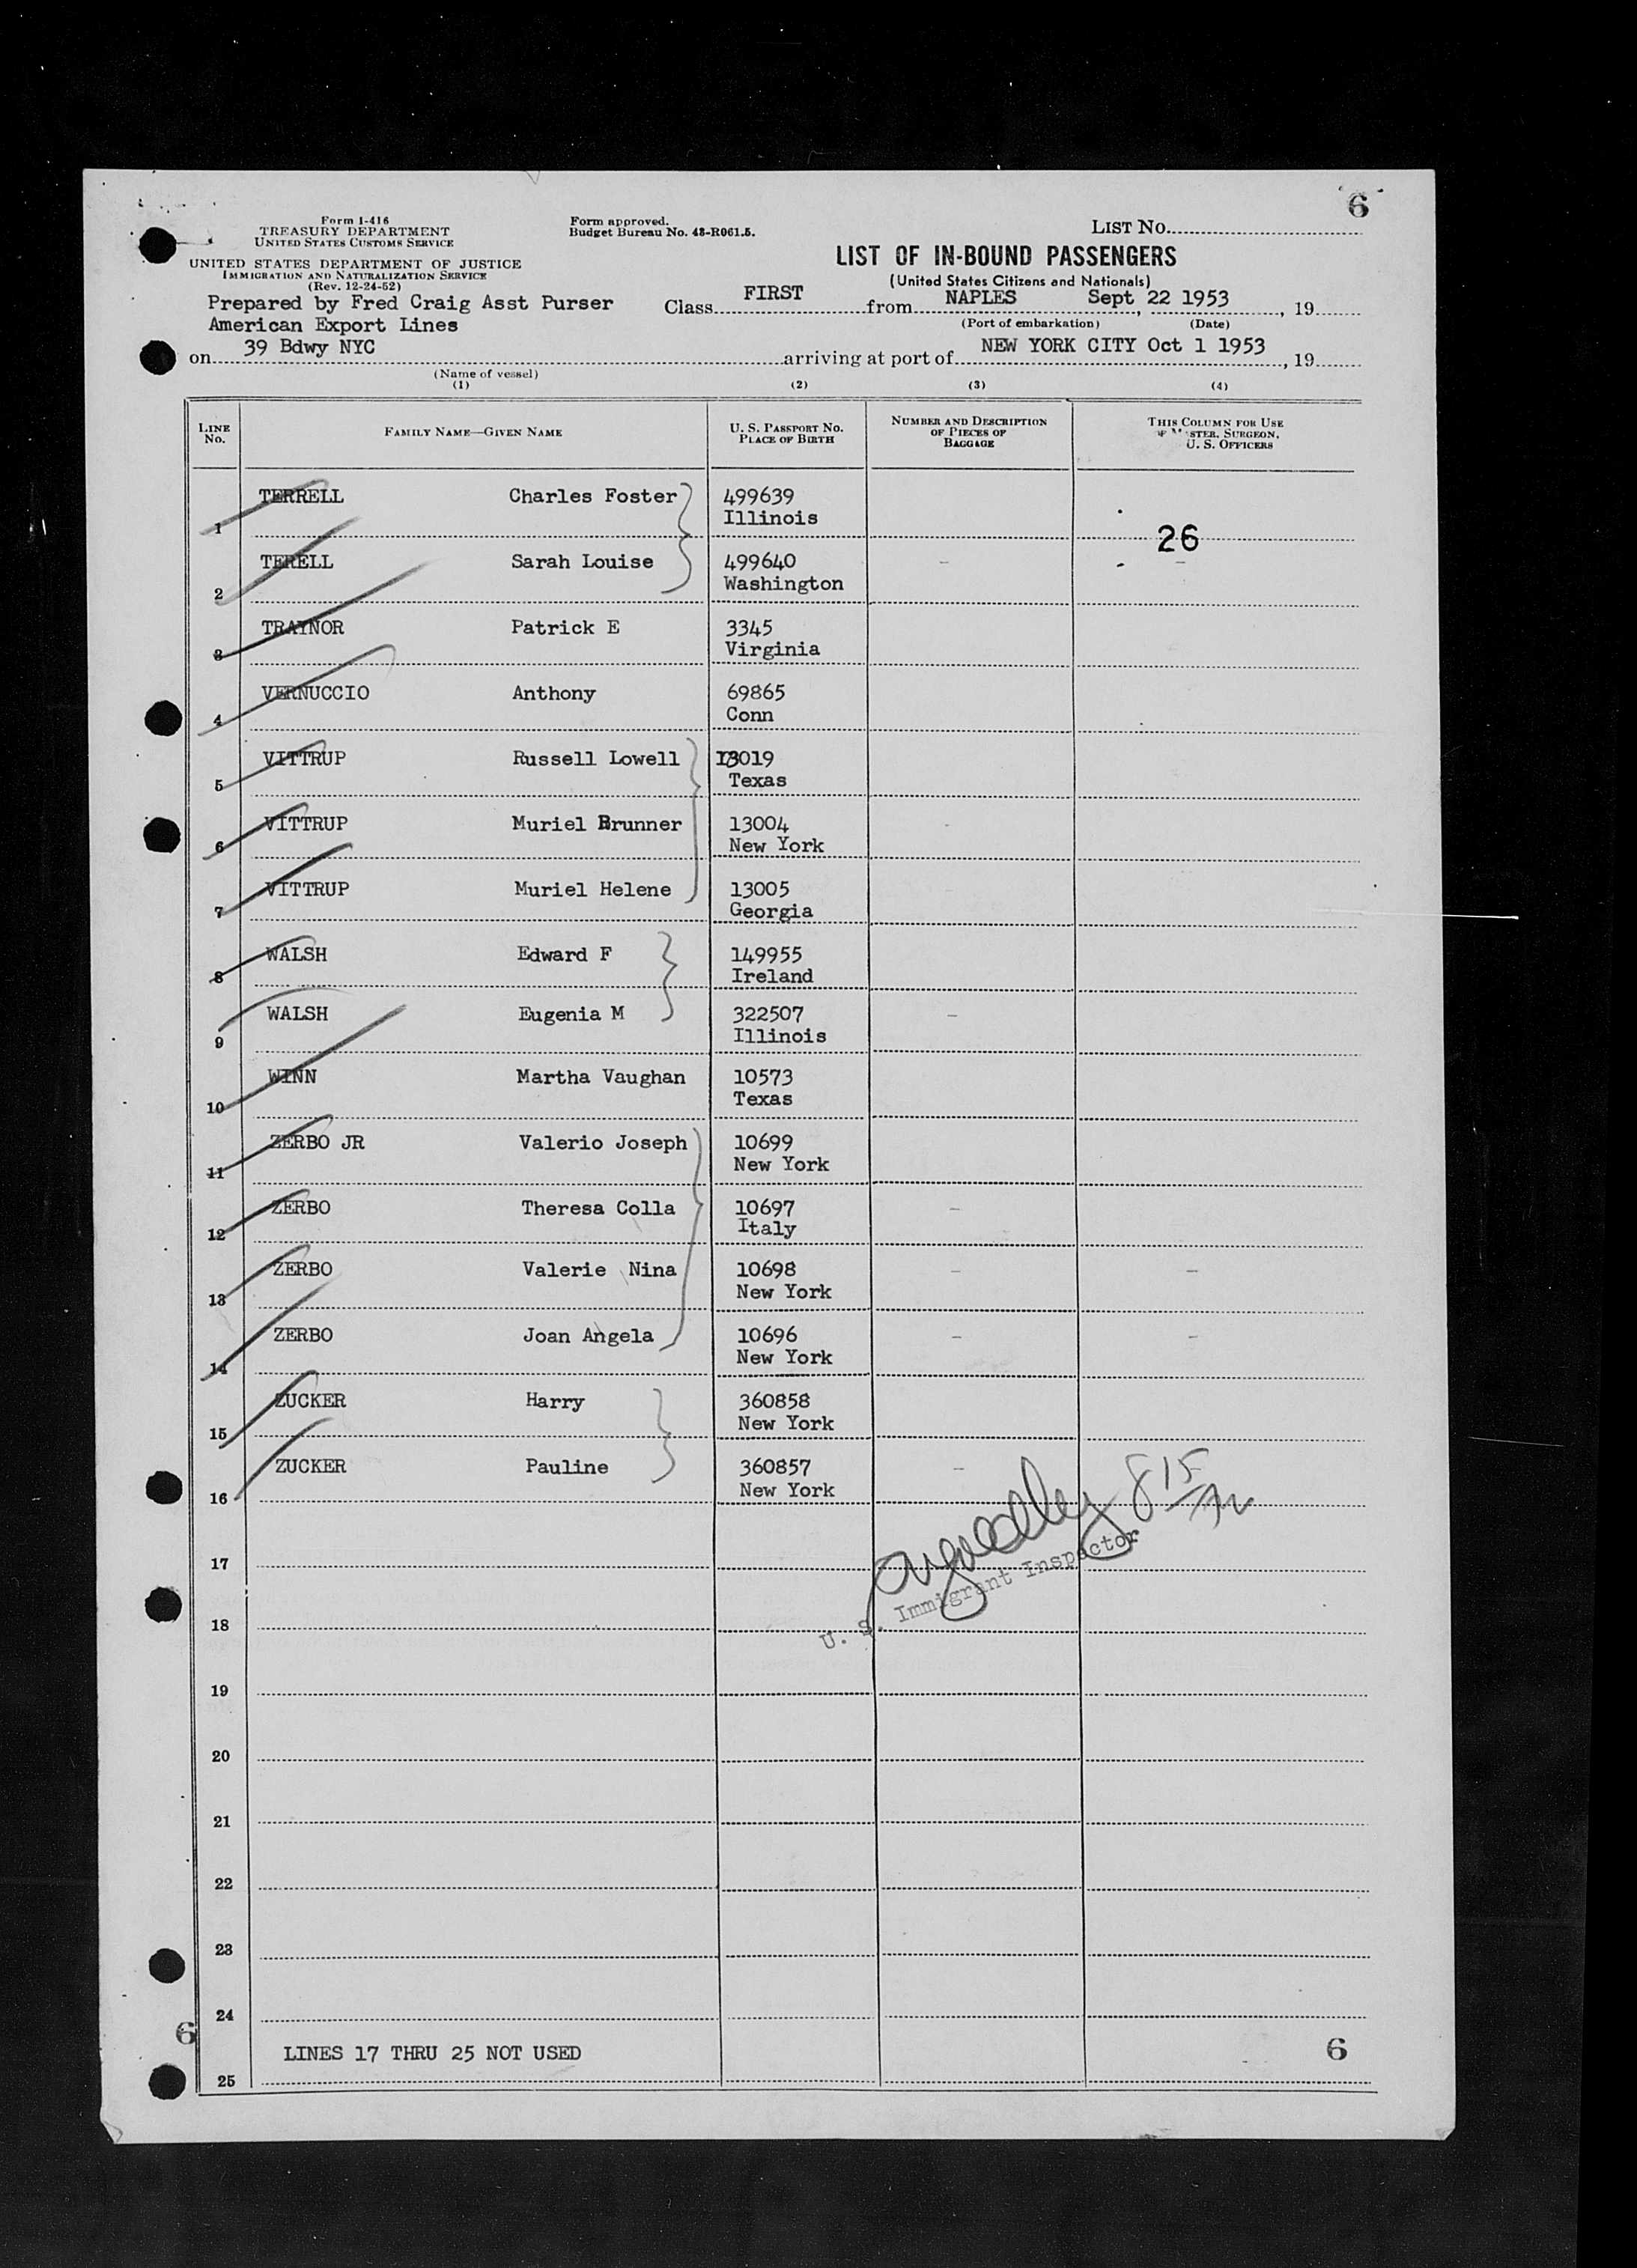 6
Form I-416
TREASURY DEPARTMENT
UNITED STATES CUSTOMS SERVICE
UNITED STATES DEPARTMENT OF JUSTICE
IMMIGRATION AND NATURALIZATION SERVICE
(Rev. 12-24-52)
Form approved.
Budget Bureau No. 43-R061.5.
LIST NO.
LIST OF IN-BOUND PASSENGERS
(United States Citizens and Nationals)
Prepared by Fred Craig Asst Purser
American Export Lines
Class FIRST from NAPLES Sept 22 1953, 19
(Port of embarkation) (Date)
on 39 Bdwy NYC arriving at port of NEW YORK CITY Oct 1 1953, 19
(Name of vessel)
(1) (2) (3) (4)
LINE NO. FAMILY NAME—GIVEN NAME U. S. PASSPORT NO. PLACE OF BIRTH NUMBER AND DESCRIPTION OF PIECES OF BAGGAGE THIS COLUMN FOR USE SURGEON, U. S. OFFICERS
1 TERRELL Charles Foster 499639
Illinois
26
2 TERELL Sarah Louise 499640
Washington
3 TRAYNOR Patrick E 3345
Virginia
4 VERNUCCIO Anthony 69865
Conn
5 VITTRUP Russell Lowell 13019
Texas
6 VITTRUP Muriel Brunner 13004
New York
7 VITTRUP Muriel Helene 13005
Georgia
8 WALSH Edward F 149955
Ireland
9 WALSH Eugenia M 322507
Illinois
10 WINN Martha Vaughan 10573
Texas
11 ZERBO JR Valerio Joseph 10699
New York
12 ZERBO Theresa Colla 10697
Italy
13 ZERBO Valerie Nina 10698
New York
14 ZERBO Joan Angela 10696
New York
15 ZUCKER Harry 360858
New York
16 ZUCKER Pauline 360857
New York
815
17
U. S. Immigrant Inspector
18
19
20
21
22
23
24
6
LINES 17 THRU 25 NOT USED
6
25